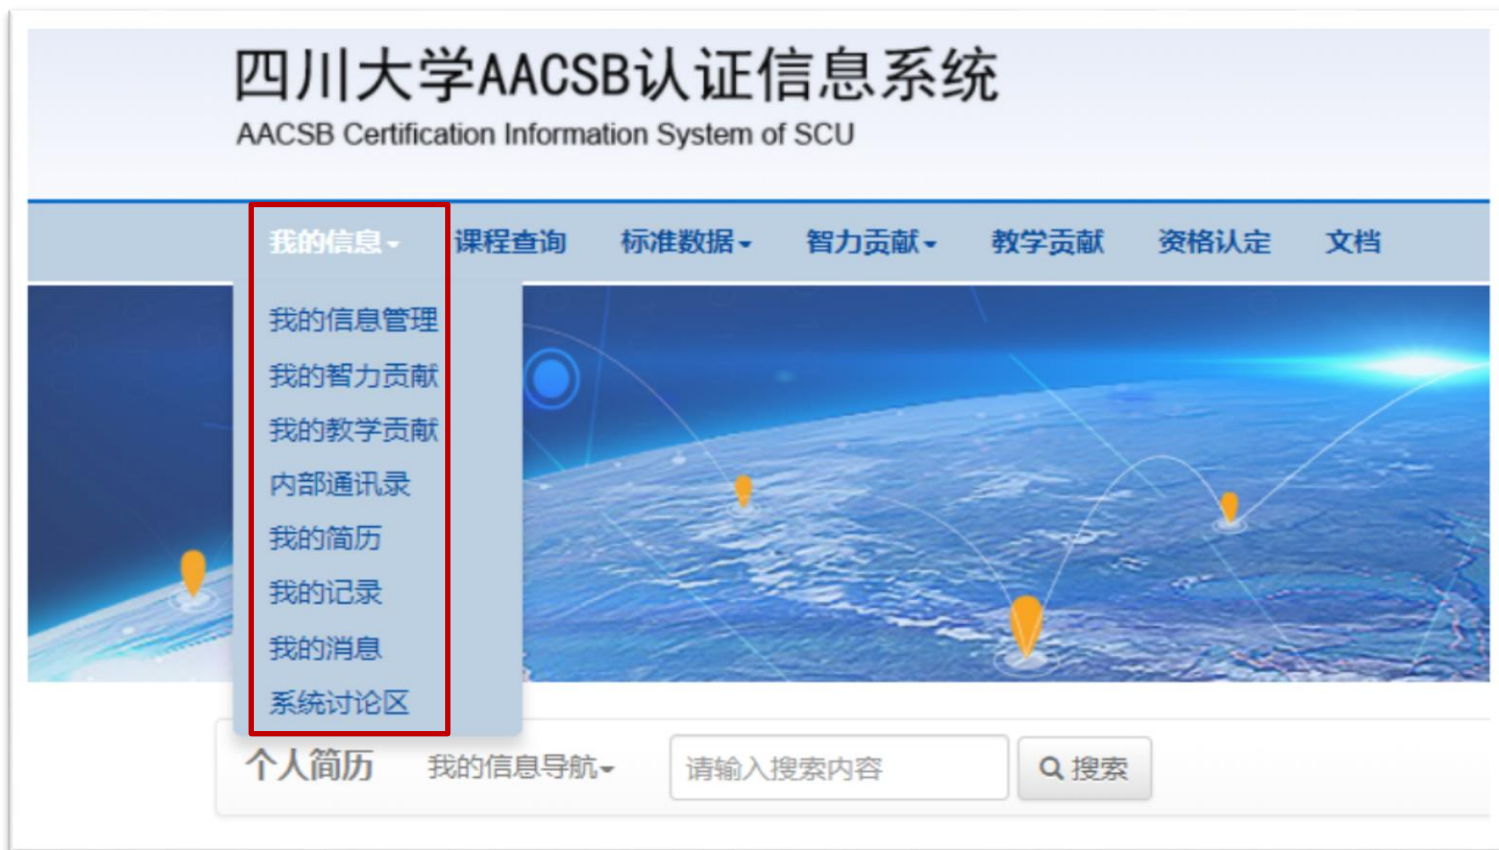 四川大学AACSB认证信息系统
AACSB Certification Information System of SCU
我的信息 课程查询 标准数据 智力贡献 教学贡献 资格认定 文档
我的信息管理
我的智力贡献
我的教学贡献
内部通讯录
我的简历
我的记录
我的消息
系统讨论区
个人简历 我的信息导航 请输入搜索内容 搜索